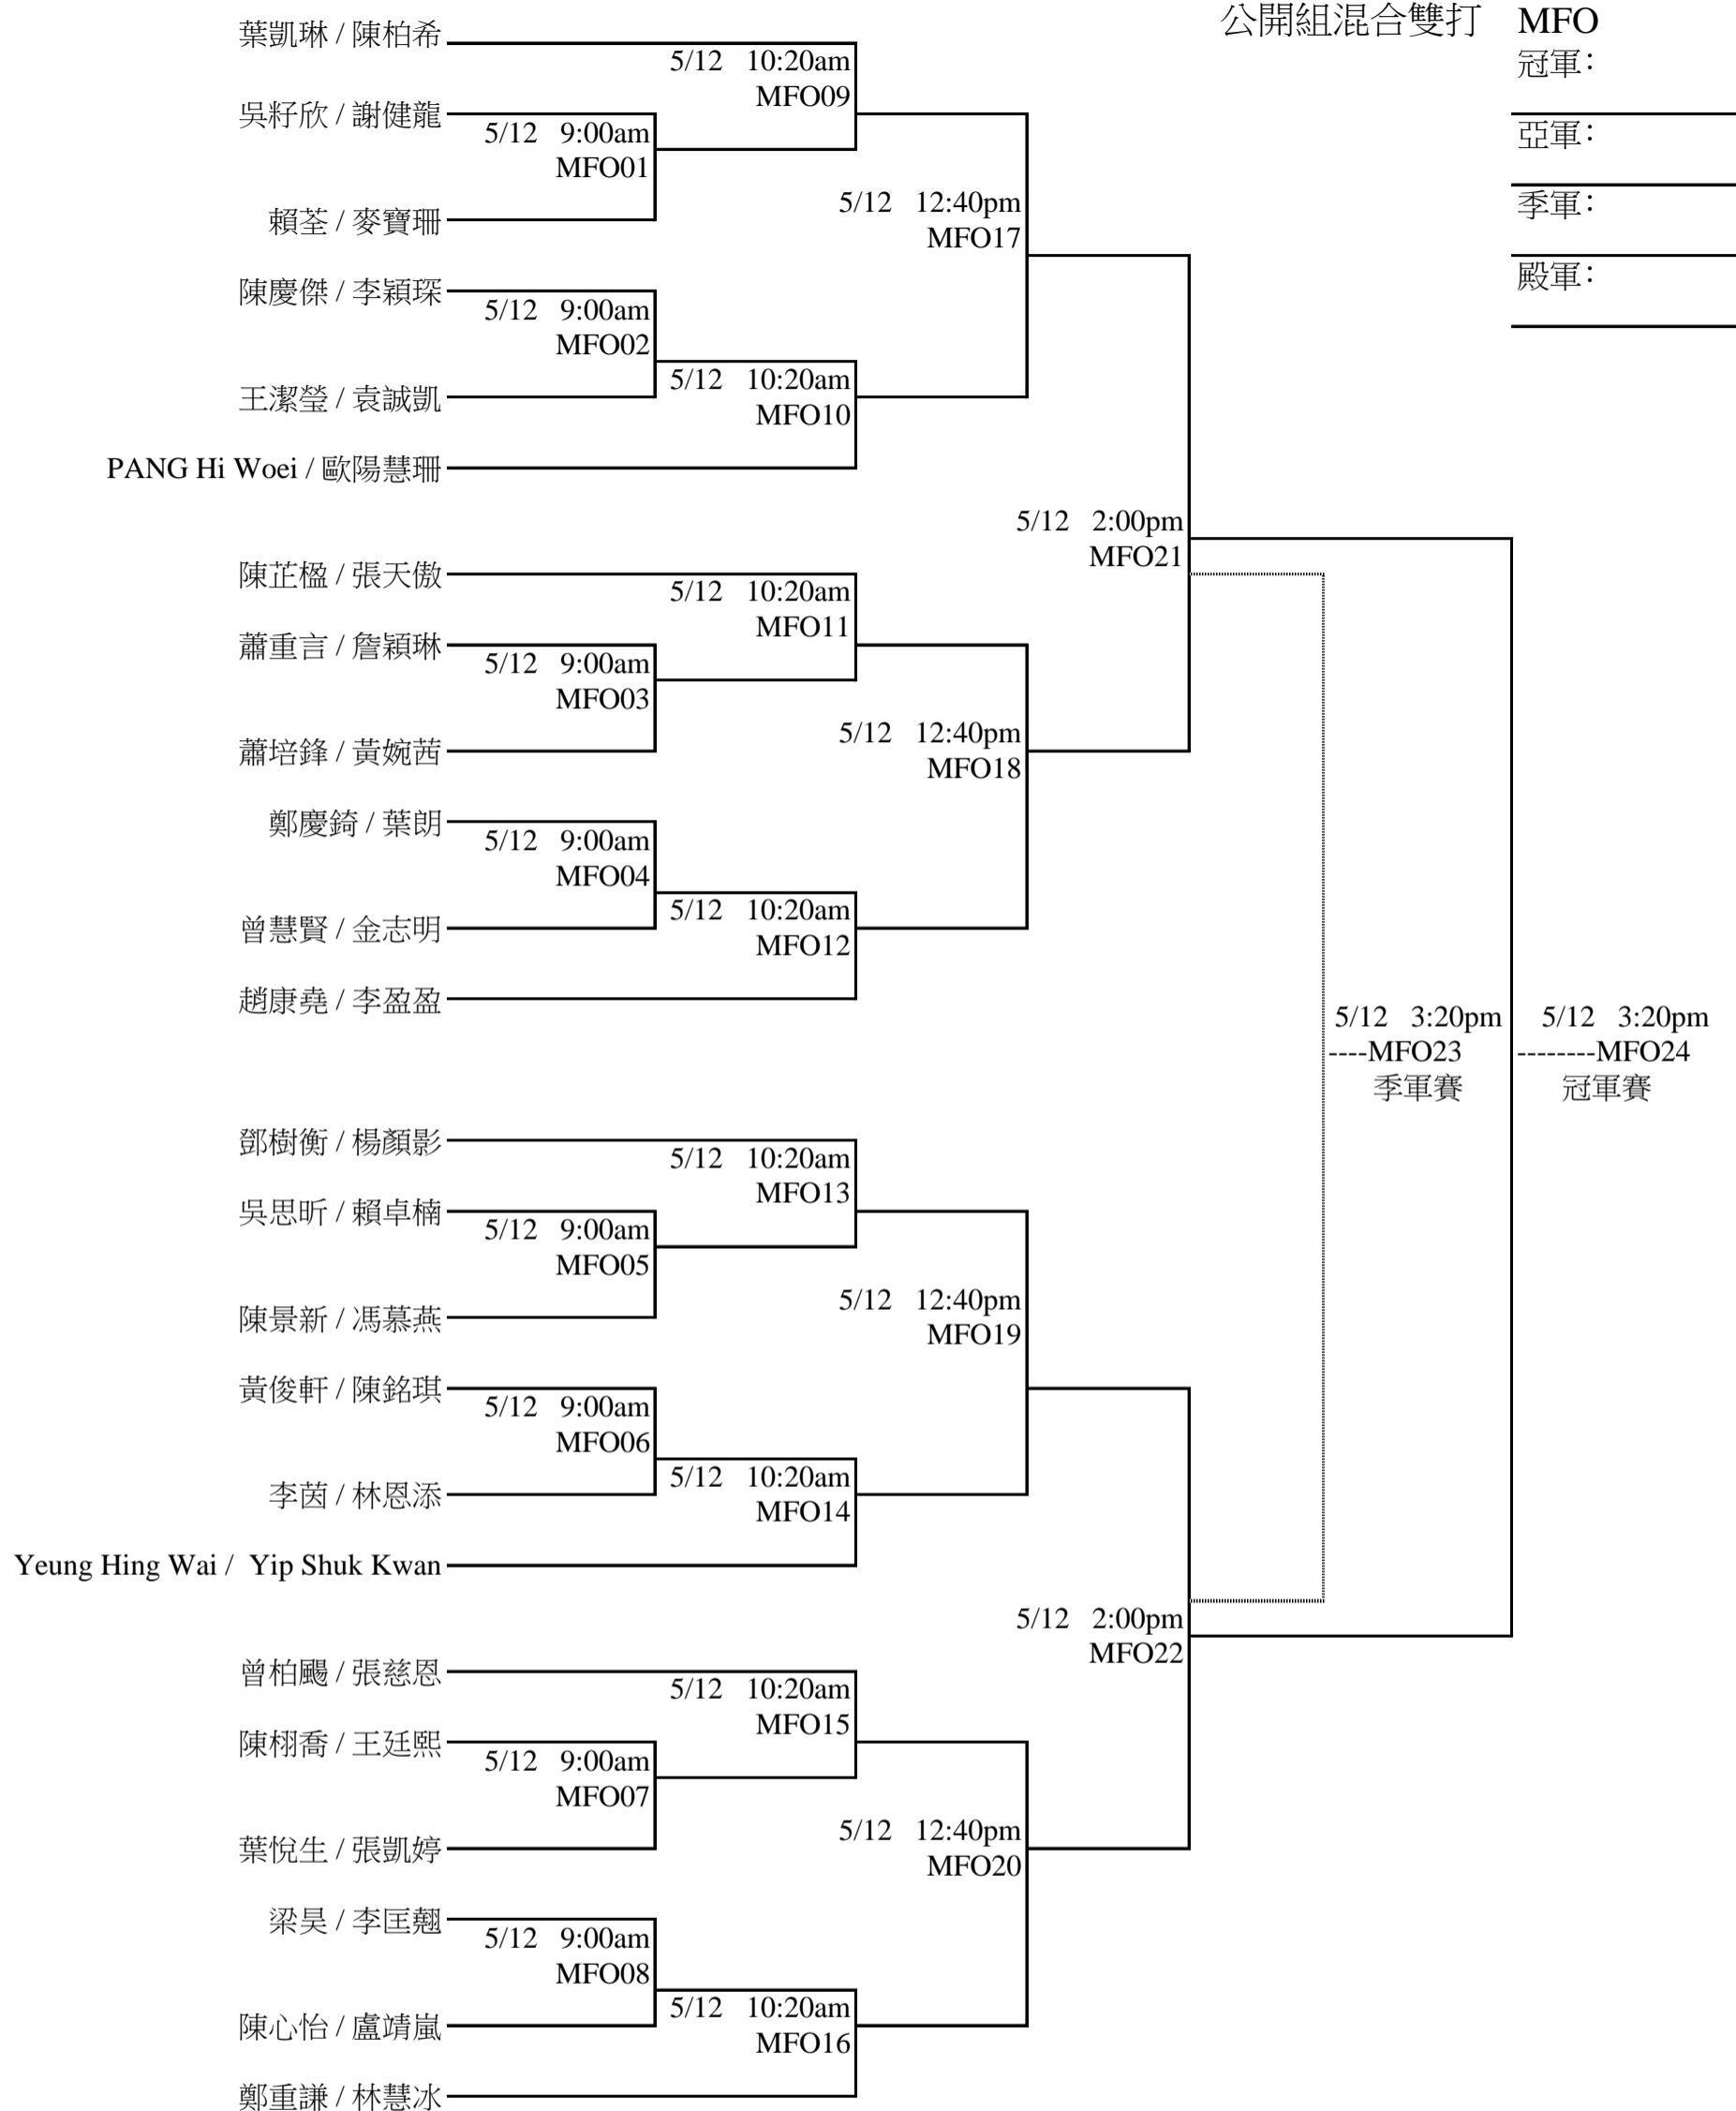 公開組混合雙打 MFO
冠軍：
亞軍：
季軍：
殿軍：
葉凱琳 / 陳柏希
5/12 10:20am
MFO09
吳籽欣 / 謝健龍
5/12 9:00am
MFO01
賴荃 / 麥寶珊
5/12 12:40pm
MFO17
陳慶傑 / 李穎琛
5/12 9:00am
MFO02
王潔瑩 / 袁誠凱
5/12 10:20am
MFO10
PANG Hi Woei / 歐陽慧珊
5/12 2:00pm
MFO21
陳芷楹 / 張天傲
5/12 10:20am
MFO11
蕭重言 / 詹穎琳
5/12 9:00am
MFO03
蕭培鋒 / 黃婉茜
5/12 12:40pm
MFO18
鄭慶錡 / 葉朗
5/12 9:00am
MFO04
曾慧賢 / 金志明
5/12 10:20am
MFO12
趙康堯 / 李盈盈
5/12 3:20pm
----MFO23
季軍賽
5/12 3:20pm
--------MFO24
冠軍賽
鄧樹衡 / 楊顏影
5/12 10:20am
MFO13
吳思昕 / 賴卓楠
5/12 9:00am
MFO05
陳景新 / 馮慕燕
5/12 12:40pm
MFO19
黃俊軒 / 陳銘琪
5/12 9:00am
MFO06
李茵 / 林恩添
5/12 10:20am
MFO14
Yeung Hing Wai / Yip Shuk Kwan
5/12 2:00pm
MFO22
曾柏颺 / 張慈恩
5/12 10:20am
MFO15
陳栩喬 / 王廷熙
5/12 9:00am
MFO07
葉悅生 / 張凱婷
5/12 12:40pm
MFO20
梁昊 / 李匡翹
5/12 9:00am
MFO08
陳心怡 / 盧靖嵐
5/12 10:20am
MFO16
鄭重謙 / 林慧冰